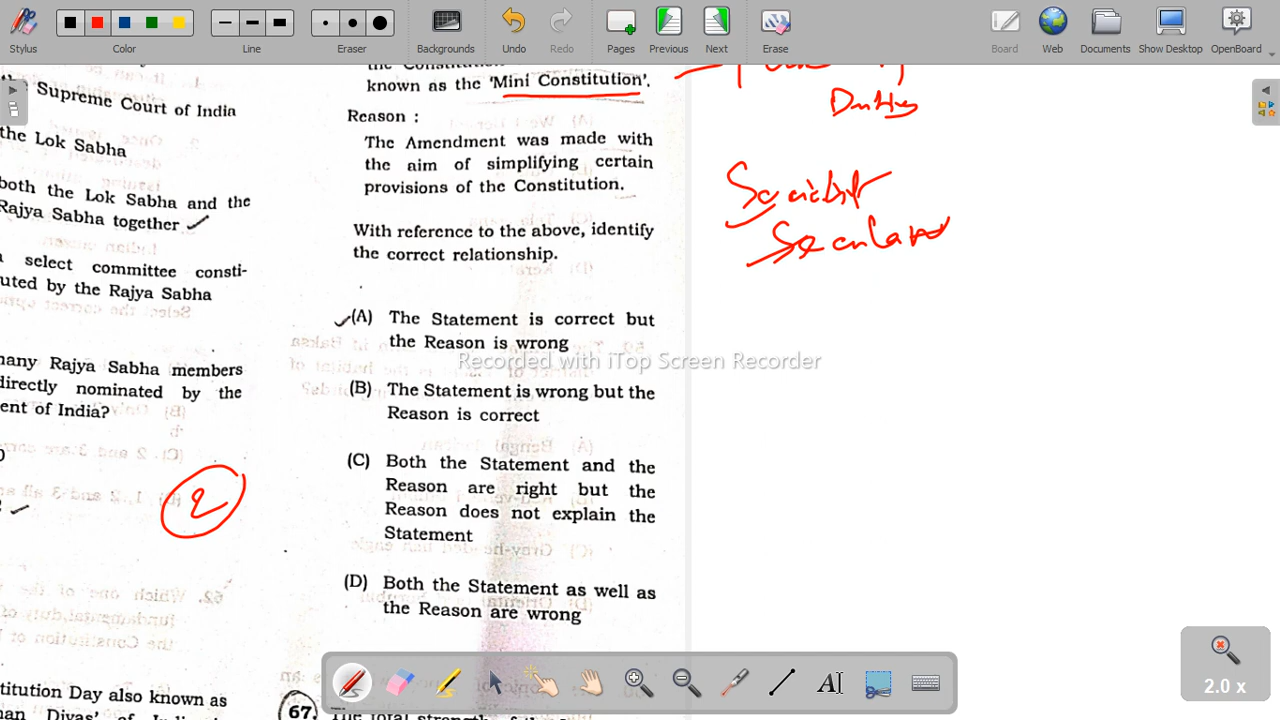 Stylus
Color
Line
Eraser
Backgrounds
Undo
Redo
Pages
Previous
Next
Erase
Board
Web
Documents
Show Desktop
OpenBoard
Supreme Court of India
the Lok Sabha
both the Lok Sabha and the
Rajya Sabha together
select committee consti-
uted by the Rajya Sabha
many Rajya Sabha members
directly nominated by the
ent of India?
2
titution Day also known as
the Constitution
known as the 'Mini Constitution'.
Reason :
The Amendment was made with
the aim of simplifying certain
provisions of the Constitution.
With reference to the above, identify
the correct relationship.
(A) The Statement is correct but
the Reason is wrong
(B) The Statement is wrong but the
Reason is correct
(C) Both the Statement and the
Reason are right but the
Reason does not explain the
Statement
(D) Both the Statement as well as
the Reason are wrong
67.
Duties
Socialist
Secular
Recorded with iTop Screen Recorder
2.0 x